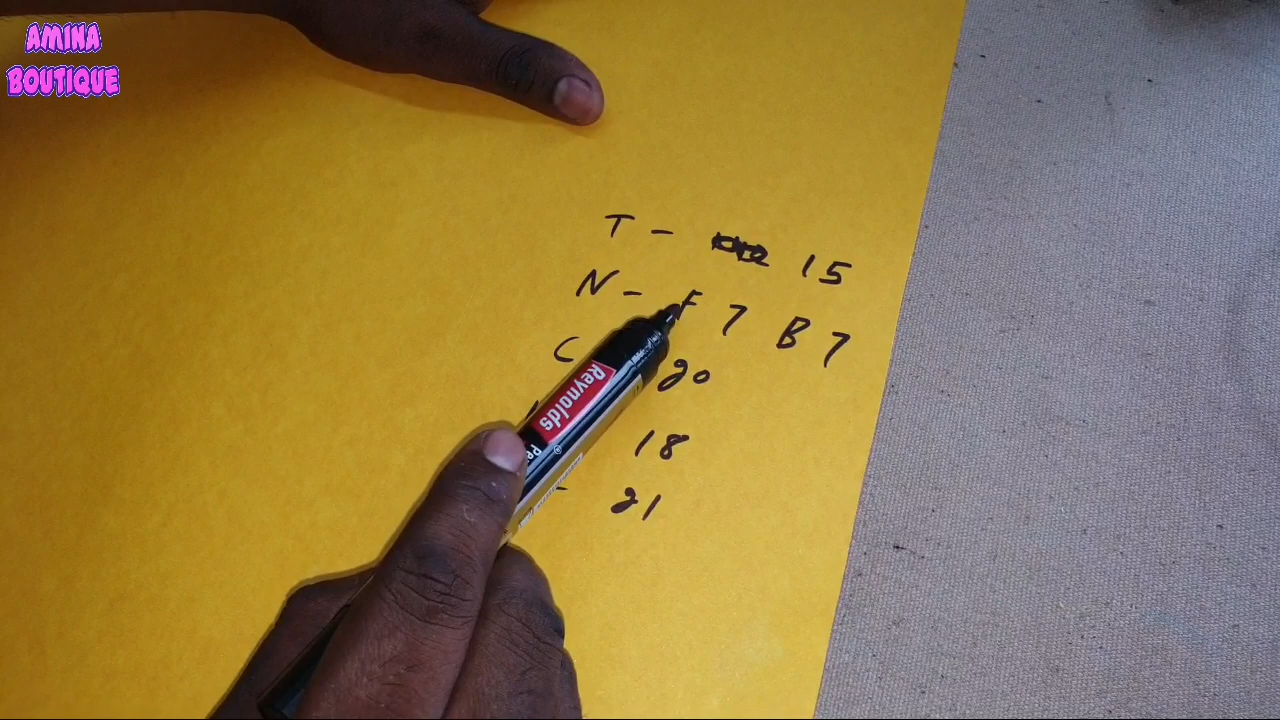 AMINA
BOUTIQUE
T - 15
N - F 7 B 7
C 20
18
- 21
Reynolds